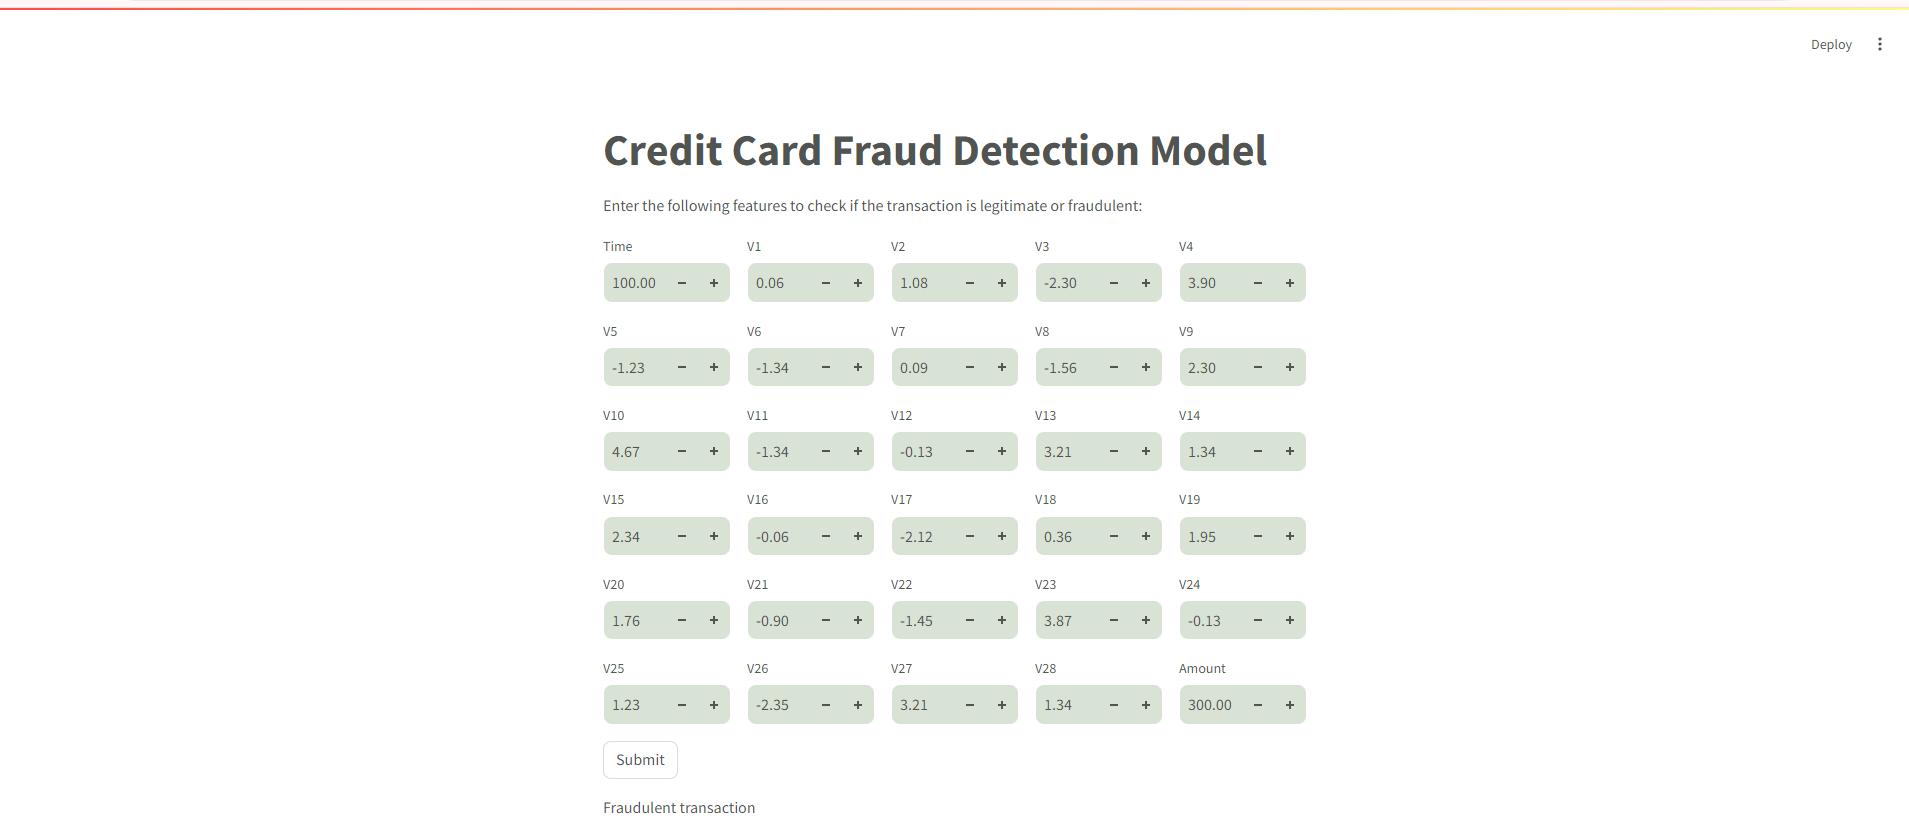 Deploy
Credit Card Fraud Detection Model
Enter the following features to check if the transaction is legitimate or fraudulent:
Time V1 V2 V3 V4
100.00 − + 0.06 − + 1.08 − + -2.30 − + 3.90 − +
V5 V6 V7 V8 V9
-1.23 − + -1.34 − + 0.09 − + -1.56 − + 2.30 − +
V10 V11 V12 V13 V14
4.67 − + -1.34 − + -0.13 − + 3.21 − + 1.34 − +
V15 V16 V17 V18 V19
2.34 − + -0.06 − + -2.12 − + 0.36 − + 1.95 − +
V20 V21 V22 V23 V24
1.76 − + -0.90 − + -1.45 − + 3.87 − + -0.13 − +
V25 V26 V27 V28 Amount
1.23 − + -2.35 − + 3.21 − + 1.34 − + 300.00 − +
Submit
Fraudulent transaction